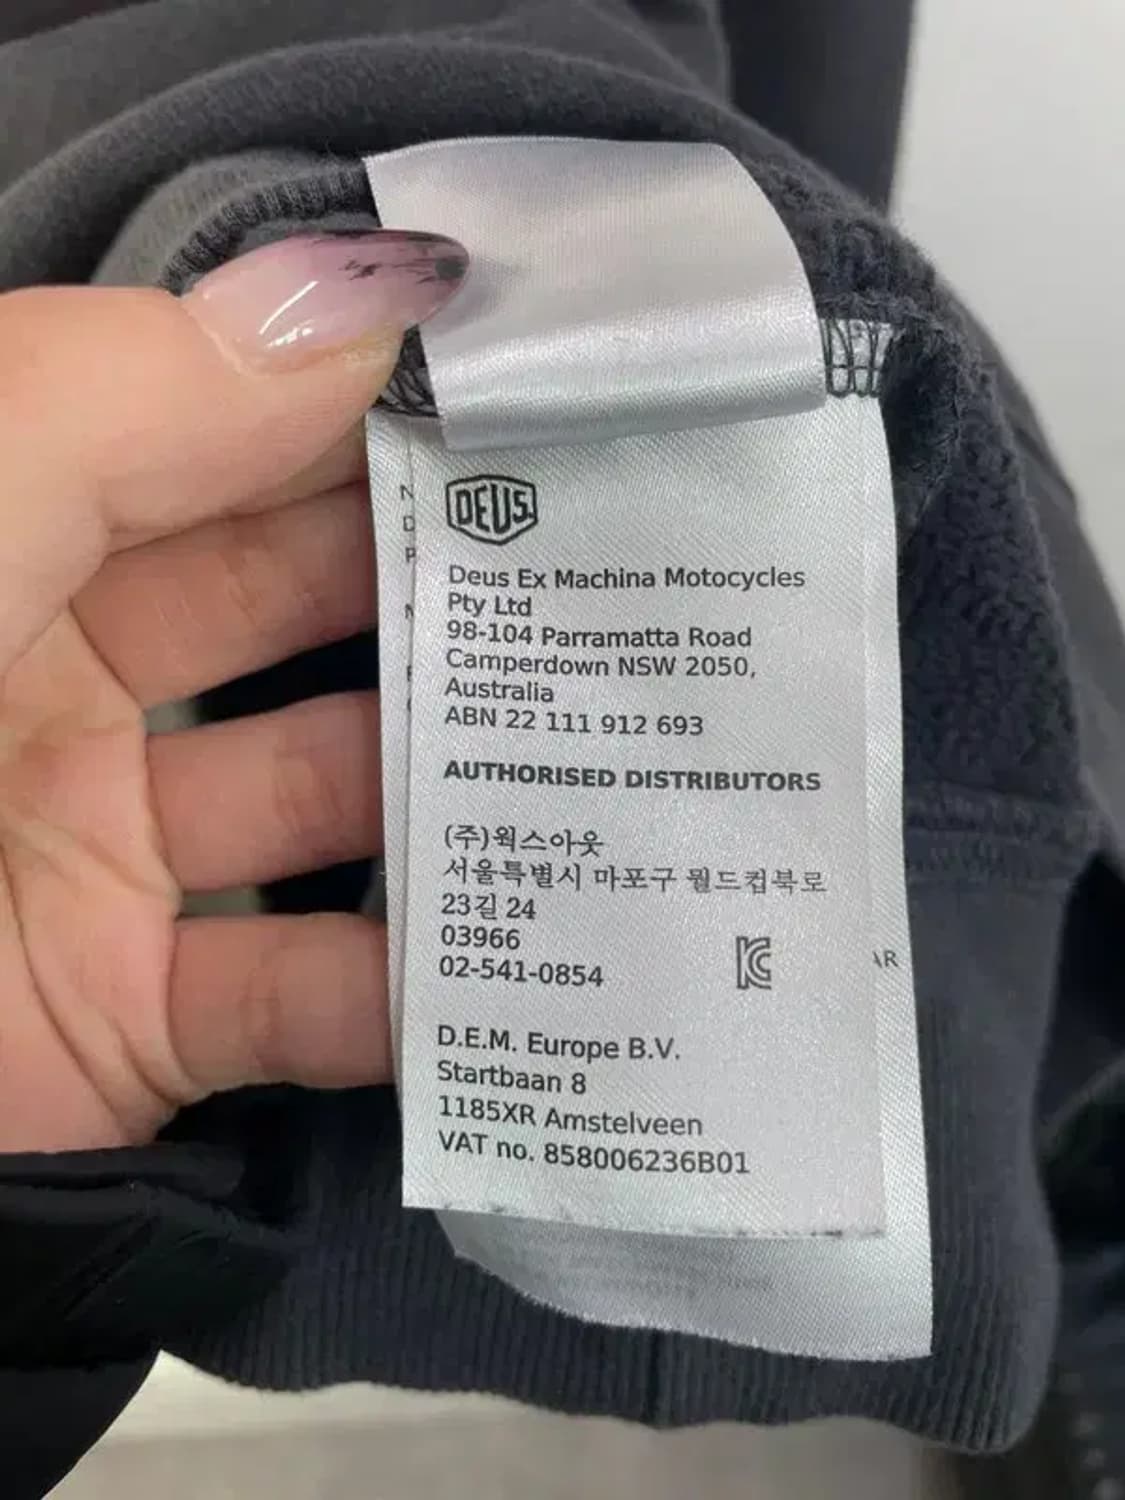 DEUS
Deus Ex Machina Motocycles
Pty Ltd
98-104 Parramatta Road
Camperdown NSW 2050,
Australia
ABN 22 111 912 693
AUTHORISED DISTRIBUTORS
(주)웍스아웃
서울특별시 마포구 뭘드컵북로
23길 24
03966
02-541-0854
D.E.M. Europe B.V.
Startbaan 8
1185XR Amstelveen
VAT no. 858006236B01